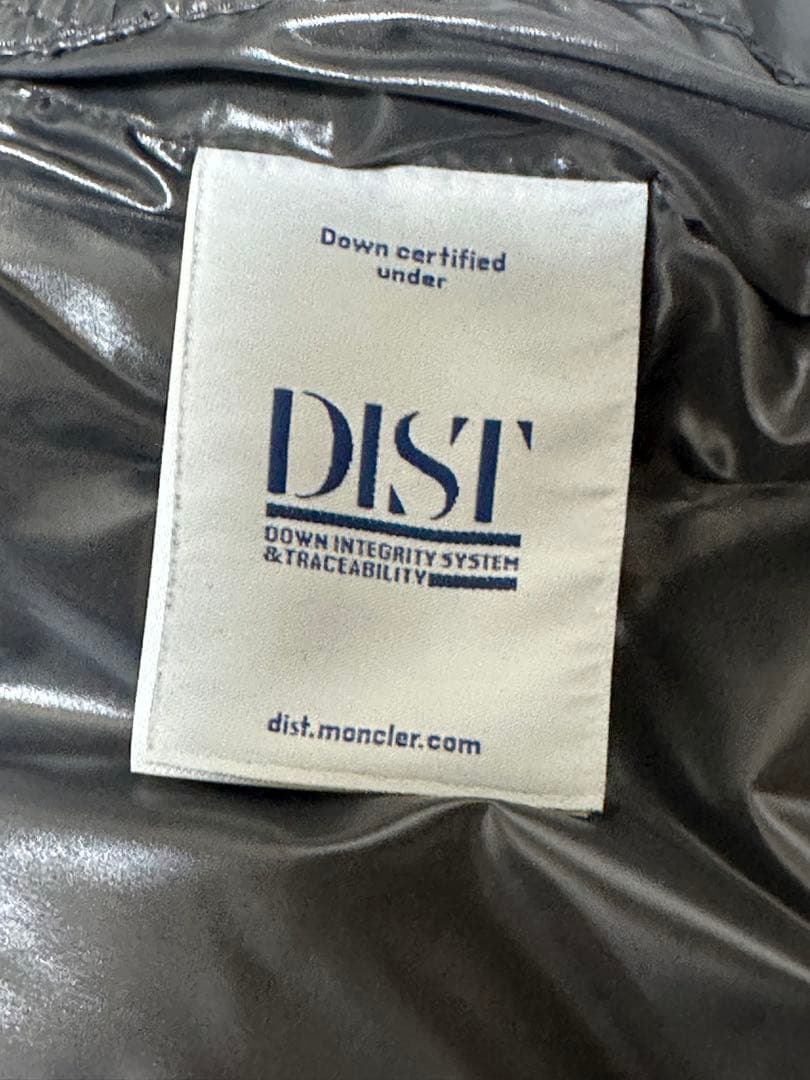 Down certified
under
DIST
DOWN INTEGRITY SYSTEM
&TRACEABILITY
dist.moncler.com